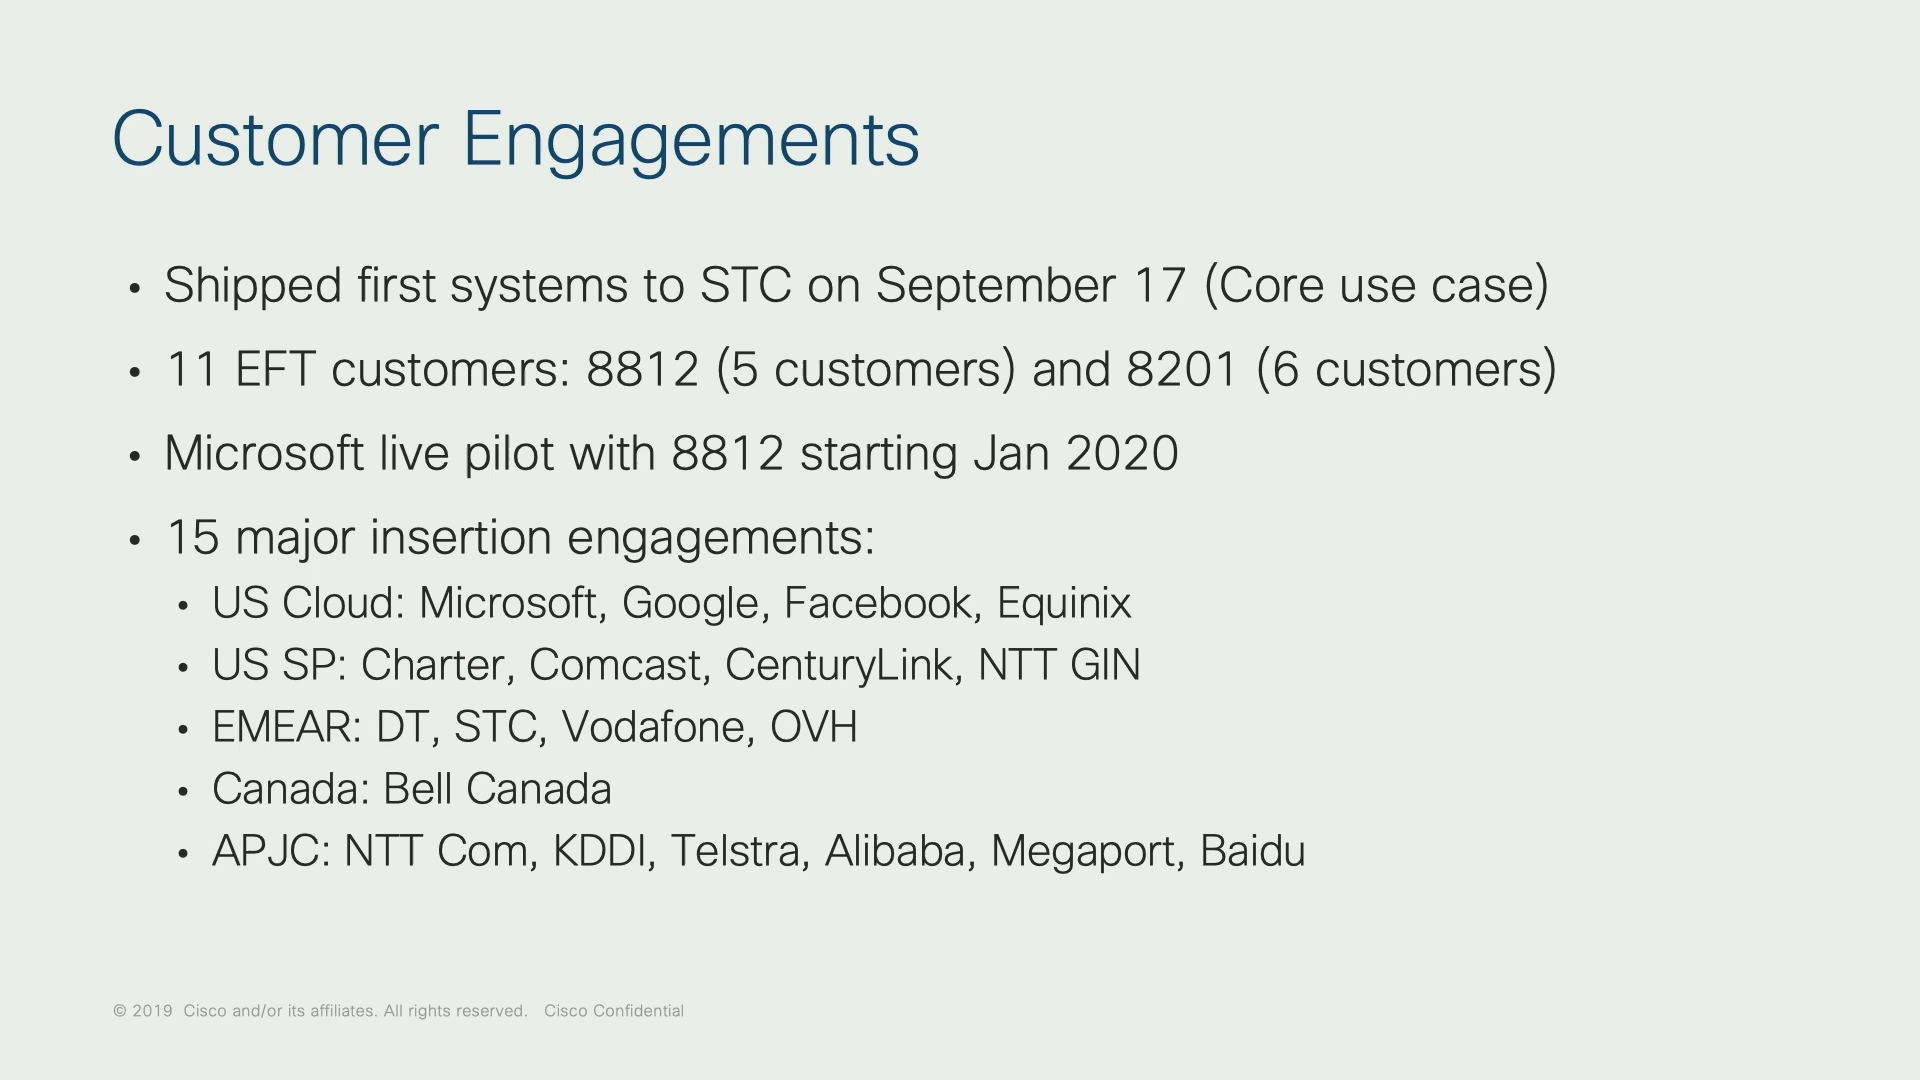 Customer Engagements
• Shipped first systems to STC on September 17 (Core use case)
• 11 EFT customers: 8812 (5 customers) and 8201 (6 customers)
• Microsoft live pilot with 8812 starting Jan 2020
• 15 major insertion engagements:
• US Cloud: Microsoft, Google, Facebook, Equinix
• US SP: Charter, Comcast, CenturyLink, NTT GIN
• EMEAR: DT, STC, Vodafone, OVH
• Canada: Bell Canada
• APJC: NTT Com, KDDI, Telstra, Alibaba, Megaport, Baidu
© 2019 Cisco and/or its affiliates. All rights reserved. Cisco Confidential